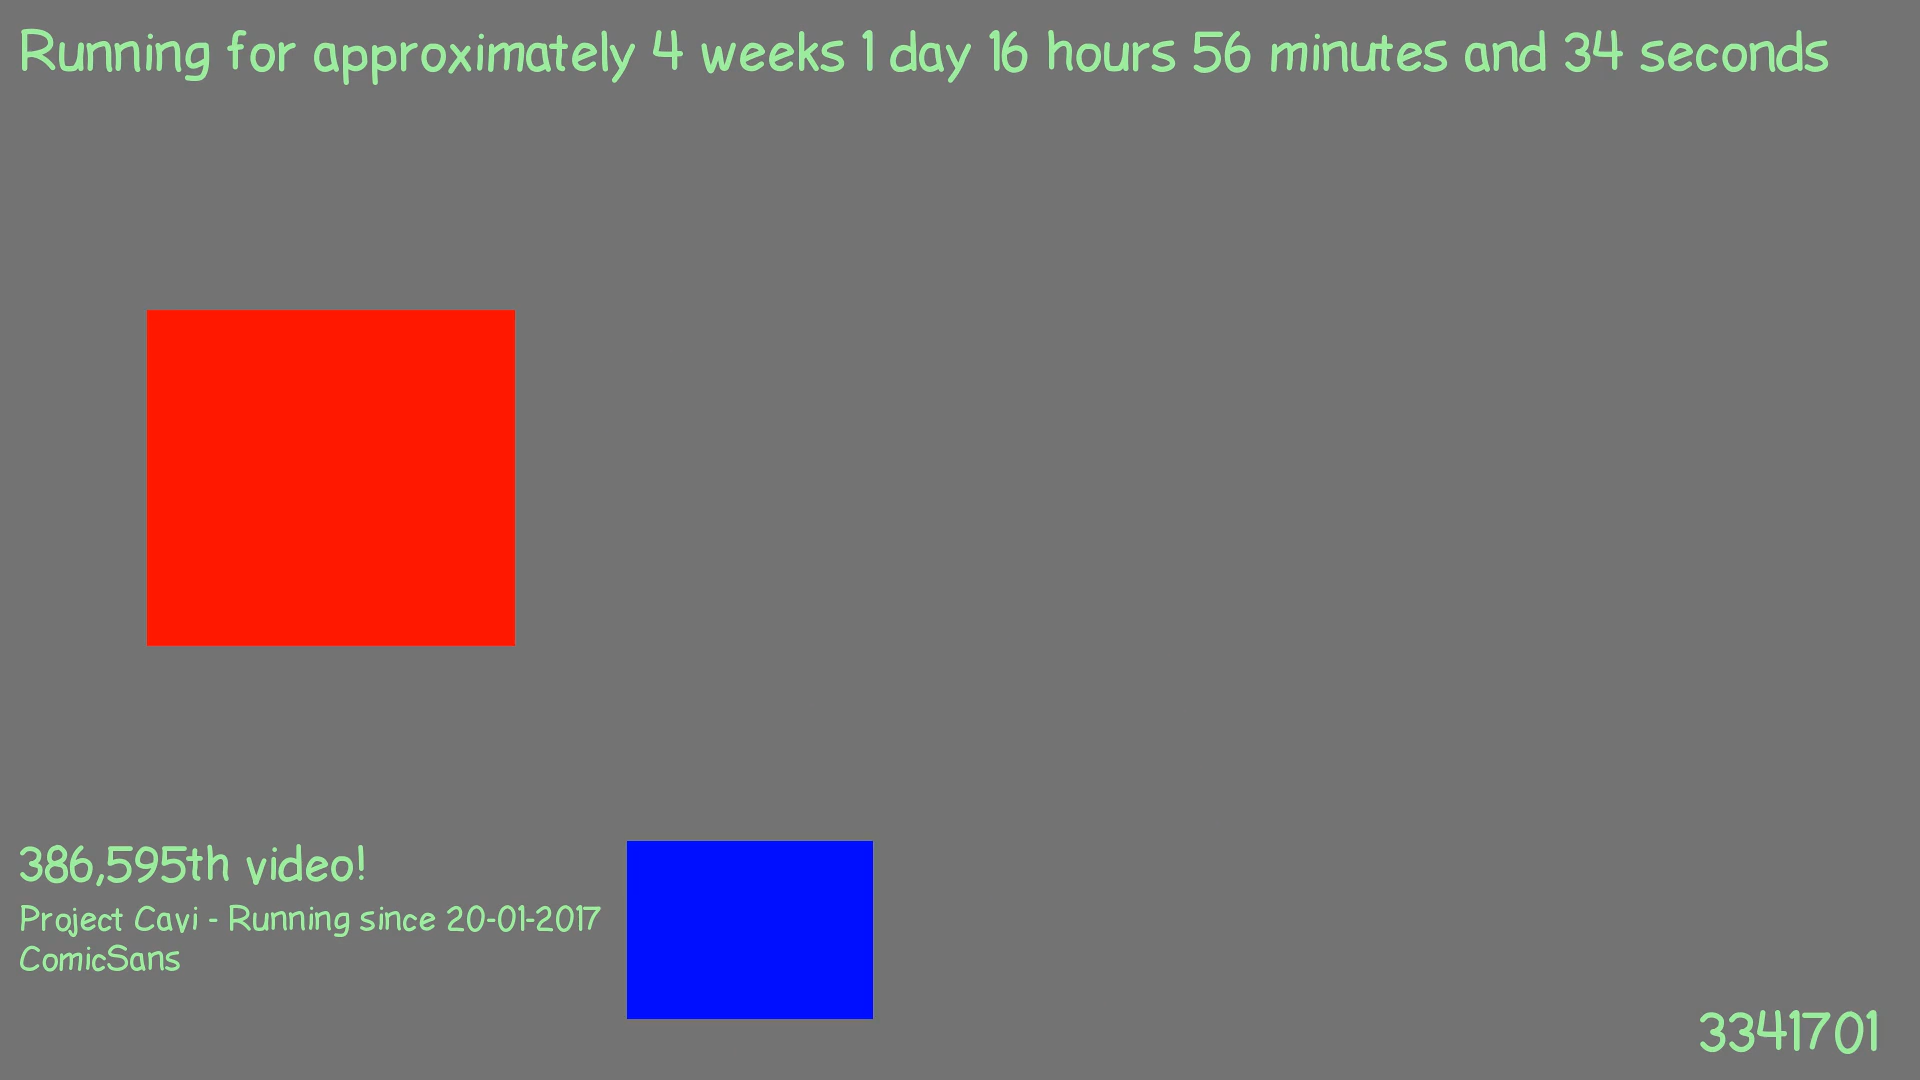 Running for approximately 4 weeks 1 day 16 hours 56 minutes and 34 seconds
386,595th video!
Project Cavi - Running since 20-01-2017
ComicSans
3341701